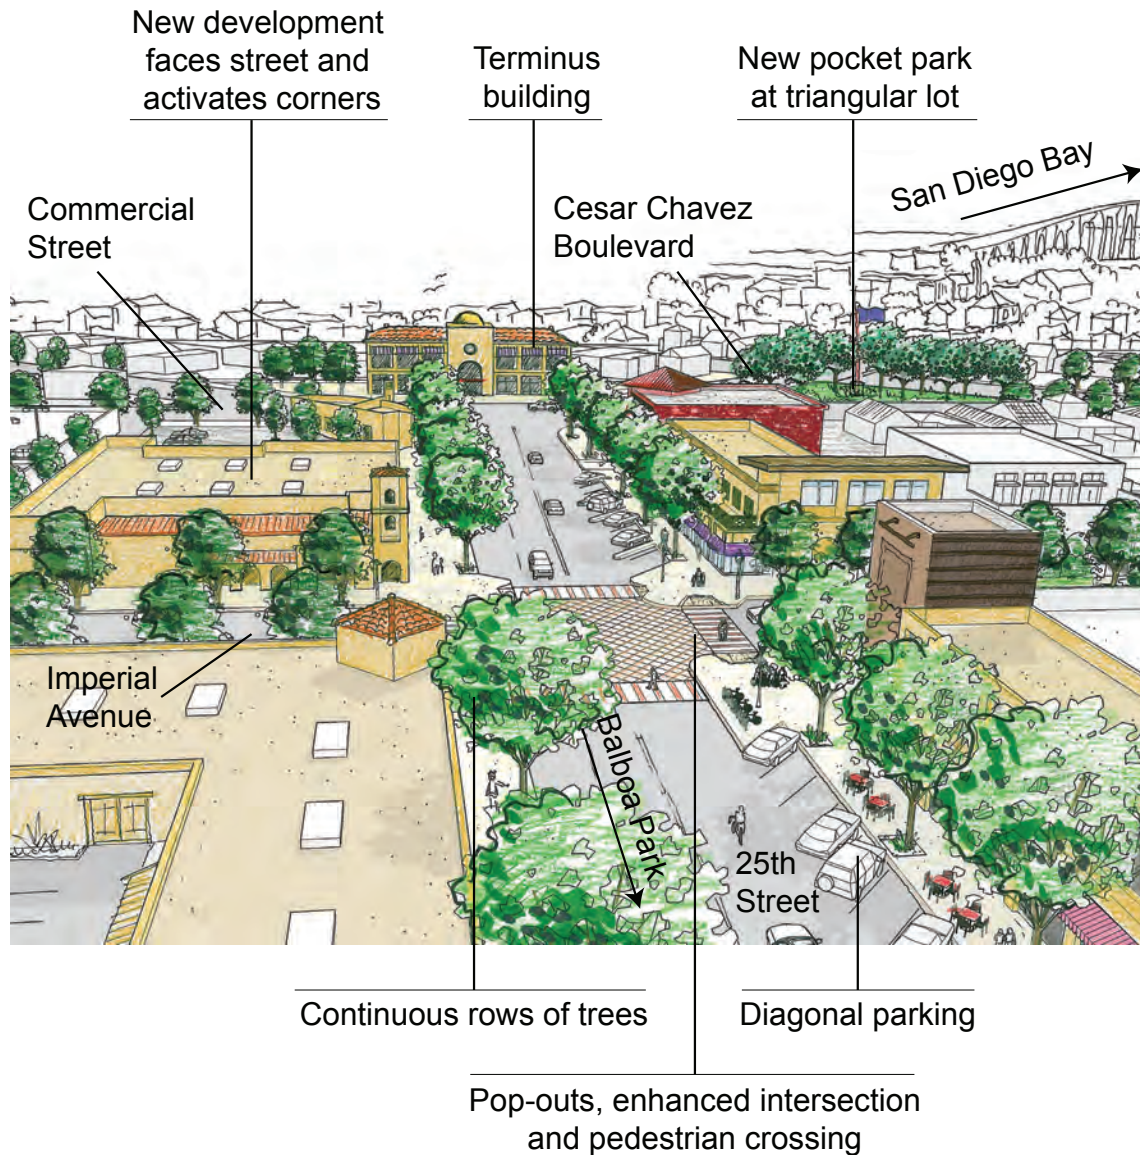 New development
faces street and
activates corners
Terminus
building
New pocket park
at triangular lot
San Diego Bay
Commercial
Street
Cesar Chavez
Boulevard
Imperial
Avenue
Balboa Park
25th
Street
Continuous rows of trees
Diagonal parking
Pop-outs, enhanced intersection
and pedestrian crossing